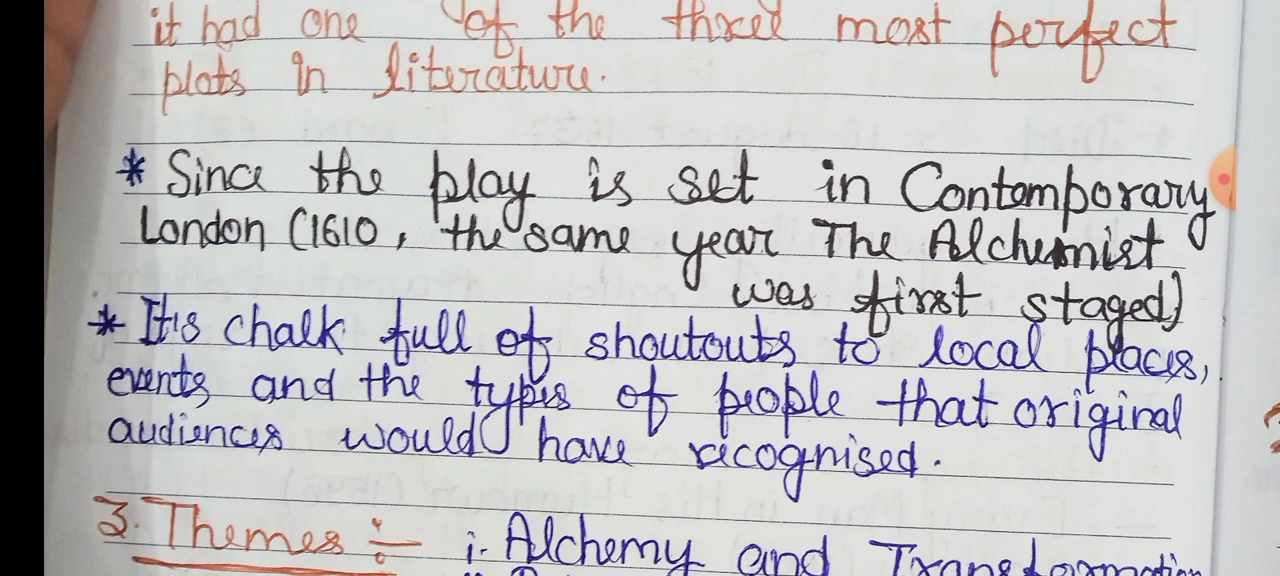 it had one of the three most perfect
plots in literature.
* Since the play is set in Contemporary
London (1610, the same year The Alchemist
was first staged)
* It's chalk full of shoutouts to local places,
events and the types of people that original
audiences would have recognised.
3. Themes ÷ i. Alchemy and Transformation